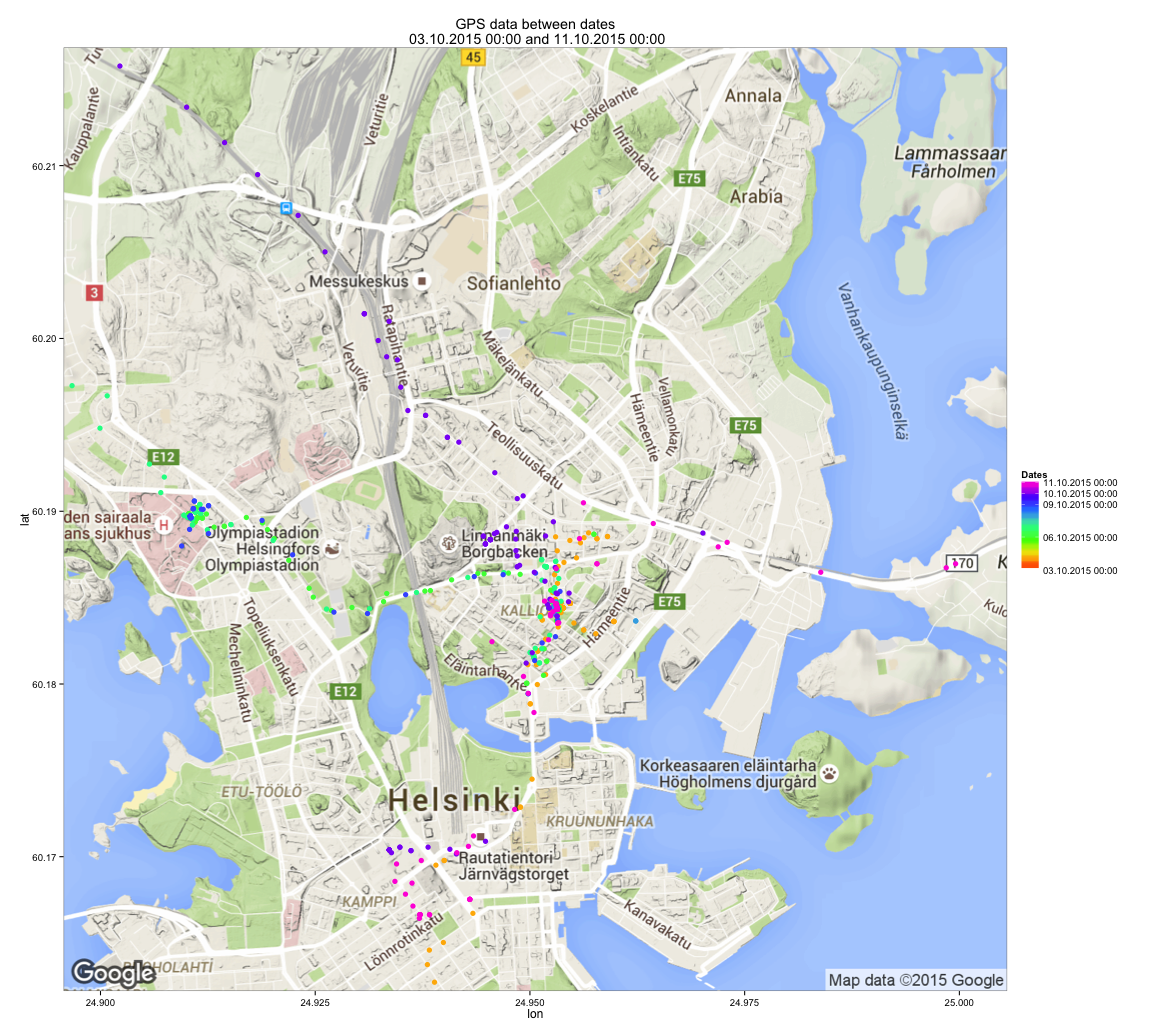 GPS data between dates
03.10.2015 00:00 and 11.10.2015 00:00
45
Kauppalantie
Veturitie
Koskelantie
Annala
Intiankatu
Lammassaar
Fårholmen
60.21
E75
Arabia
3
Messukeskus
Sofianlehto
Vanhankaupunginselkä
60.20
Ratapihantie
Veturitie
Mäkelänkatu
Hämeentie
Vellamonkatu
E75
E12
Teollisuuskatu
Dates
11.10.2015 00:00
10.10.2015 00:00
09.10.2015 00:00
06.10.2015 00:00
03.10.2015 00:00
lat
60.19
den sairaala
ans sjukhus
H
Olympiastadion
Helsingfors
Olympiastadion
Linnanmäki
Borgbacken
170
K
E75
KALLIO
Hämeentie
Kulo
Topeliuksenkatu
Mechelininkatu
Eläintarhantie
60.18
E12
Korkeasaaren eläintarha
Högholmens djurgård
ETU-TÖÖLÖ
Helsinki
KRUUNUNHAKA
60.17
Rautatientori
Järnvägstorget
KAMPPI
Lönnrotinkatu
Kanavakatu
Google
Map data ©2015 Google
24.900
24.925
24.950
24.975
25.000
lon